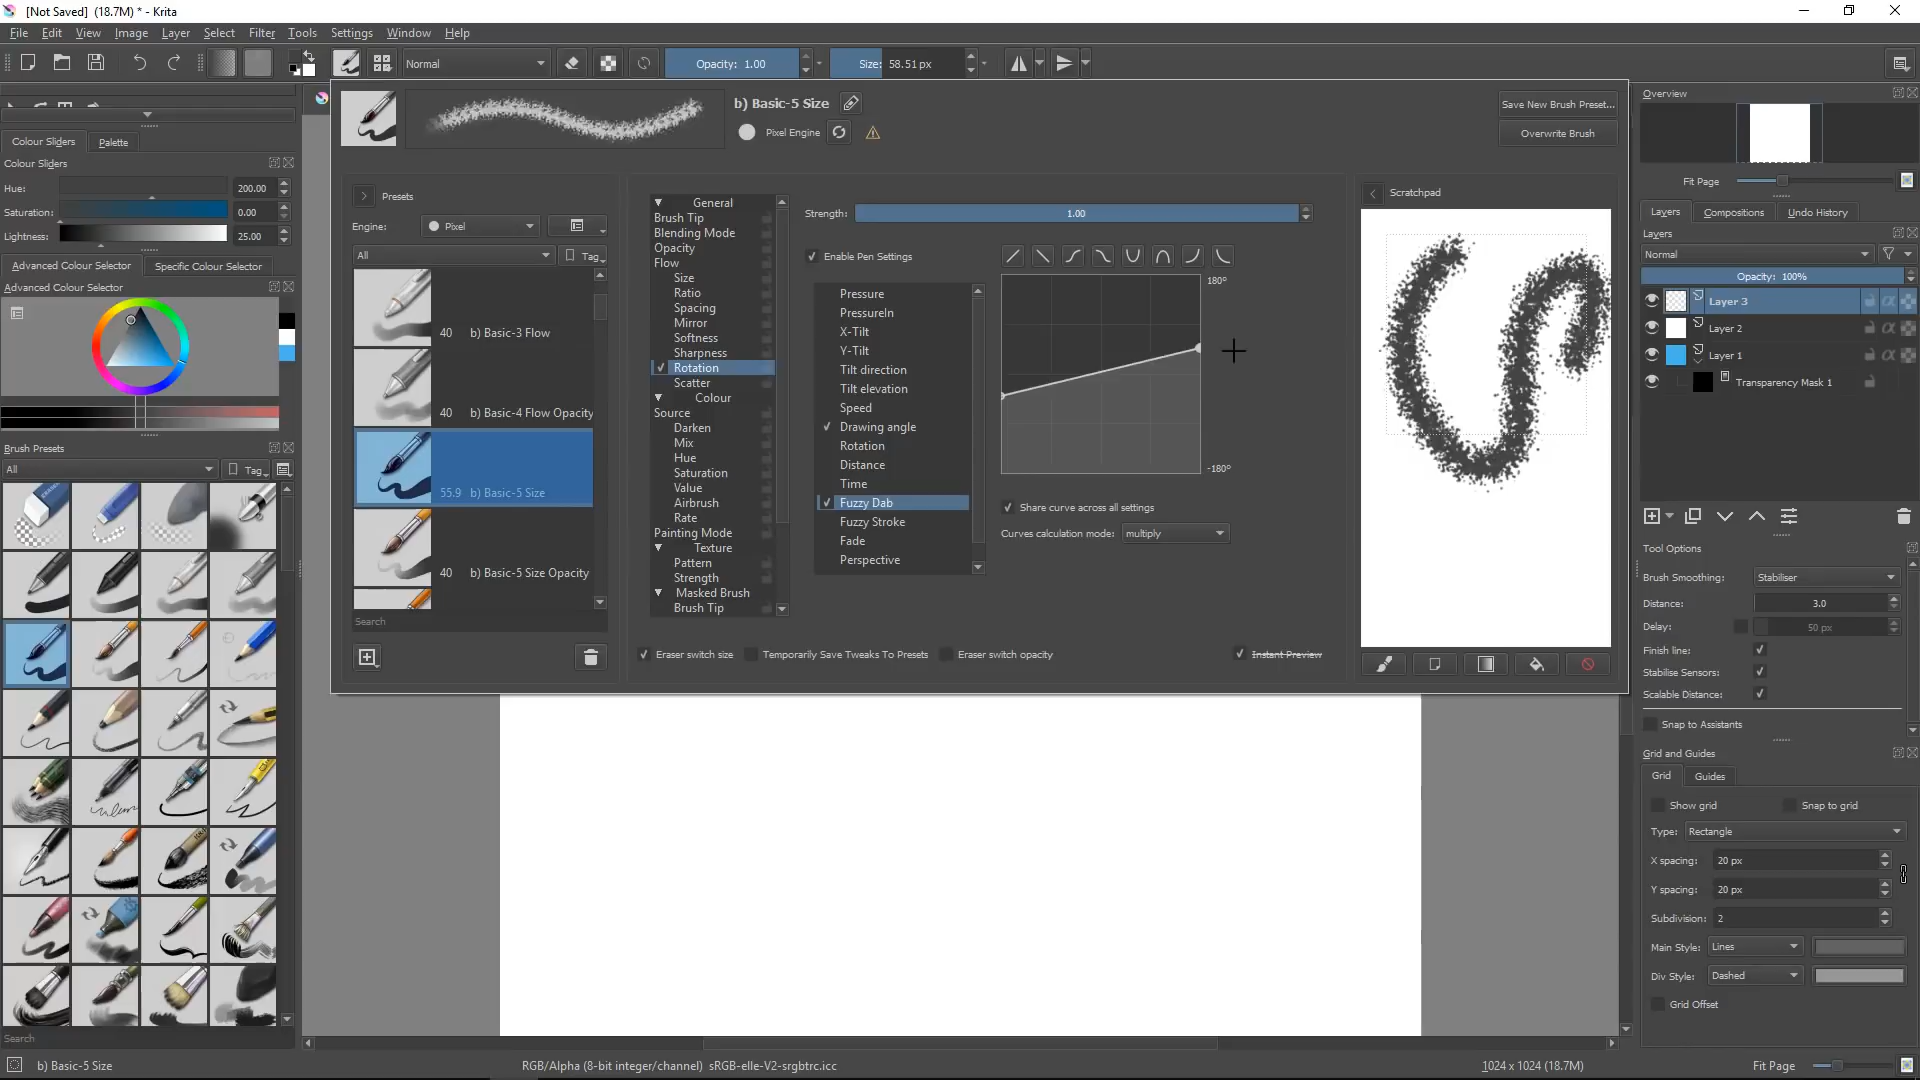 [Not Saved] (18.7M) * - Krita
File Edit View Image Layer Select Filter Tools Settings Window Help
Normal Opacity: 1.00 Size: 58.51 px
Colour Sliders Palette
Colour Sliders
Hue: 200.00
Saturation: 0.00
Lightness: 25.00
Advanced Colour Selector Specific Colour Selector
Advanced Colour Selector
Brush Presets
All Tag
Search
b) Basic-5 Size
Pixel Engine
Save New Brush Preset...
Overwrite Brush
Presets
Engine: Pixel
All Tag
40 b) Basic-3 Flow
40 b) Basic-4 Flow Opacity
55.9 b) Basic-5 Size
40 b) Basic-5 Size Opacity
Search
General
Brush Tip
Blending Mode
Opacity
Flow
Size
Ratio
Spacing
Mirror
Softness
Sharpness
Rotation
Scatter
Colour
Source
Darken
Mix
Hue
Saturation
Value
Airbrush
Rate
Painting Mode
Texture
Pattern
Strength
Masked Brush
Brush Tip
Strength: 1.00
Enable Pen Settings
Pressure
PressureIn
X-Tilt
Y-Tilt
Tilt direction
Tilt elevation
Speed
Drawing angle
Rotation
Distance
Time
Fuzzy Dab
Fuzzy Stroke
Fade
Perspective
180°
-180°
Share curve across all settings
Curves calculation mode: multiply
Eraser switch size Temporarily Save Tweaks To Presets Eraser switch opacity Instant Preview
Scratchpad
Overview
Fit Page
Layers Compositions Undo History
Layers
Normal
Opacity: 100%
Layer 3
Layer 2
Layer 1
Transparency Mask 1
Tool Options
Brush Smoothing: Stabiliser
Distance: 3.0
Delay: 50 px
Finish line:
Stabilise Sensors:
Scalable Distance:
Snap to Assistants
Grid and Guides
Grid Guides
Show grid Snap to grid
Type: Rectangle
X spacing: 20 px
Y spacing: 20 px
Subdivision: 2
Main Style: Lines
Div Style: Dashed
Grid Offset
b) Basic-5 Size RGB/Alpha (8-bit integer/channel) sRGB-elle-V2-srgbtrc.icc 1024 x 1024 (18.7M) Fit Page